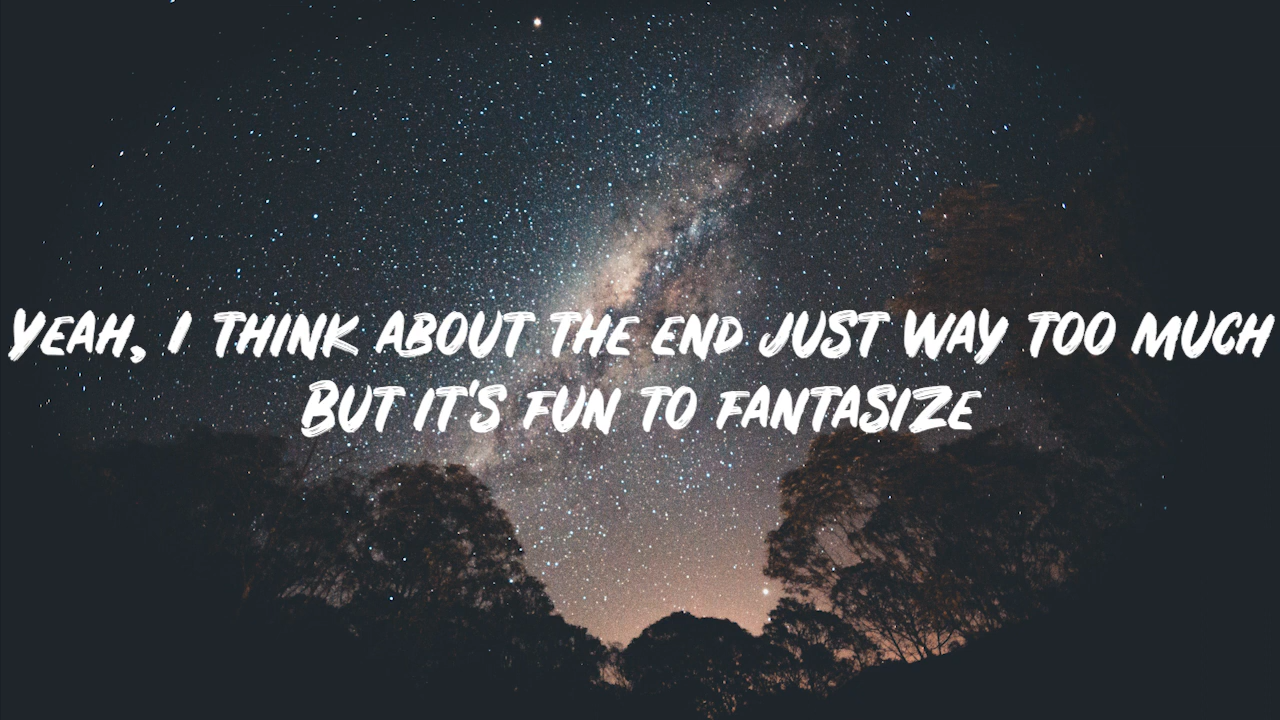 Yeah, I think about the end just way too much
But it's fun to fantasize